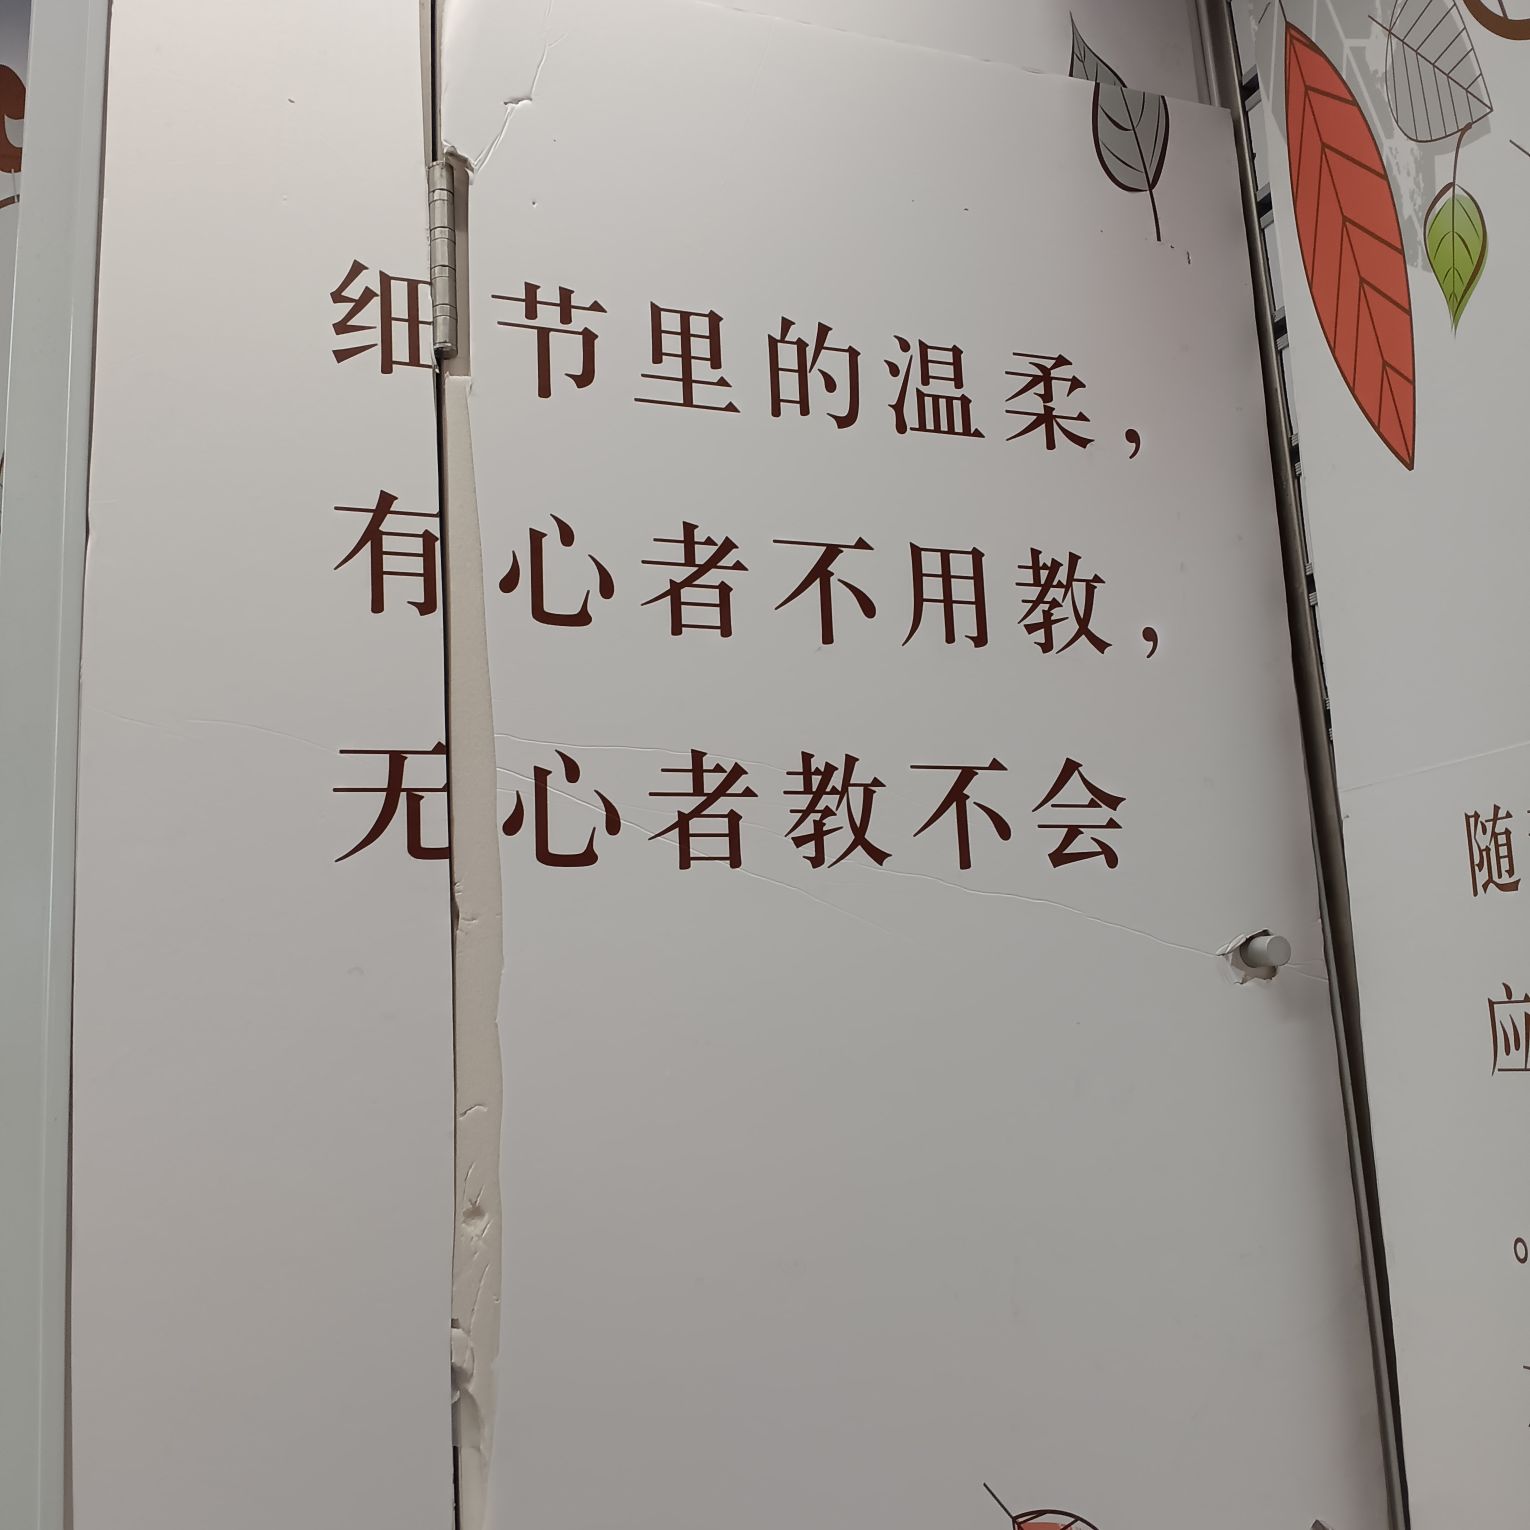 细节里的温柔，
有心者不用教，
无心者教不会
随
应
。